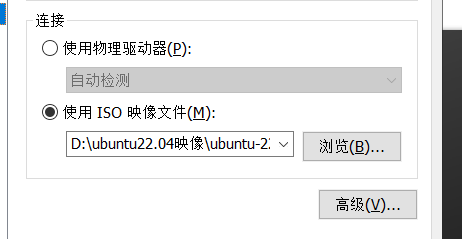 连接
使用物理驱动器(P):
自动检测
使用 ISO 映像文件(M):
D:\ubuntu22.04映像\ubuntu-22
浏览(B)...
高级(V)...